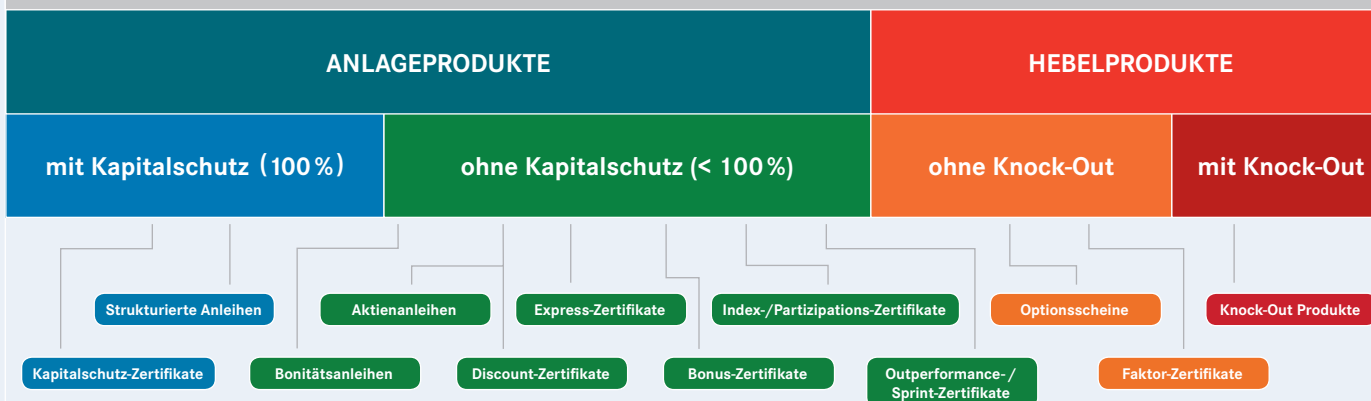 ANLAGEPRODUKTE
HEBELPRODUKTE
mit Kapitalschutz (100 %)
ohne Kapitalschutz (< 100 %)
ohne Knock-Out
mit Knock-Out
Strukturierte Anleihen
Aktienanleihen
Express-Zertifikate
Index-/Partizipations-Zertifikate
Optionsscheine
Knock-Out Produkte
Kapitalschutz-Zertifikate
Bonitätsanleihen
Discount-Zertifikate
Bonus-Zertifikate
Outperformance-/
Sprint-Zertifikate
Faktor-Zertifikate